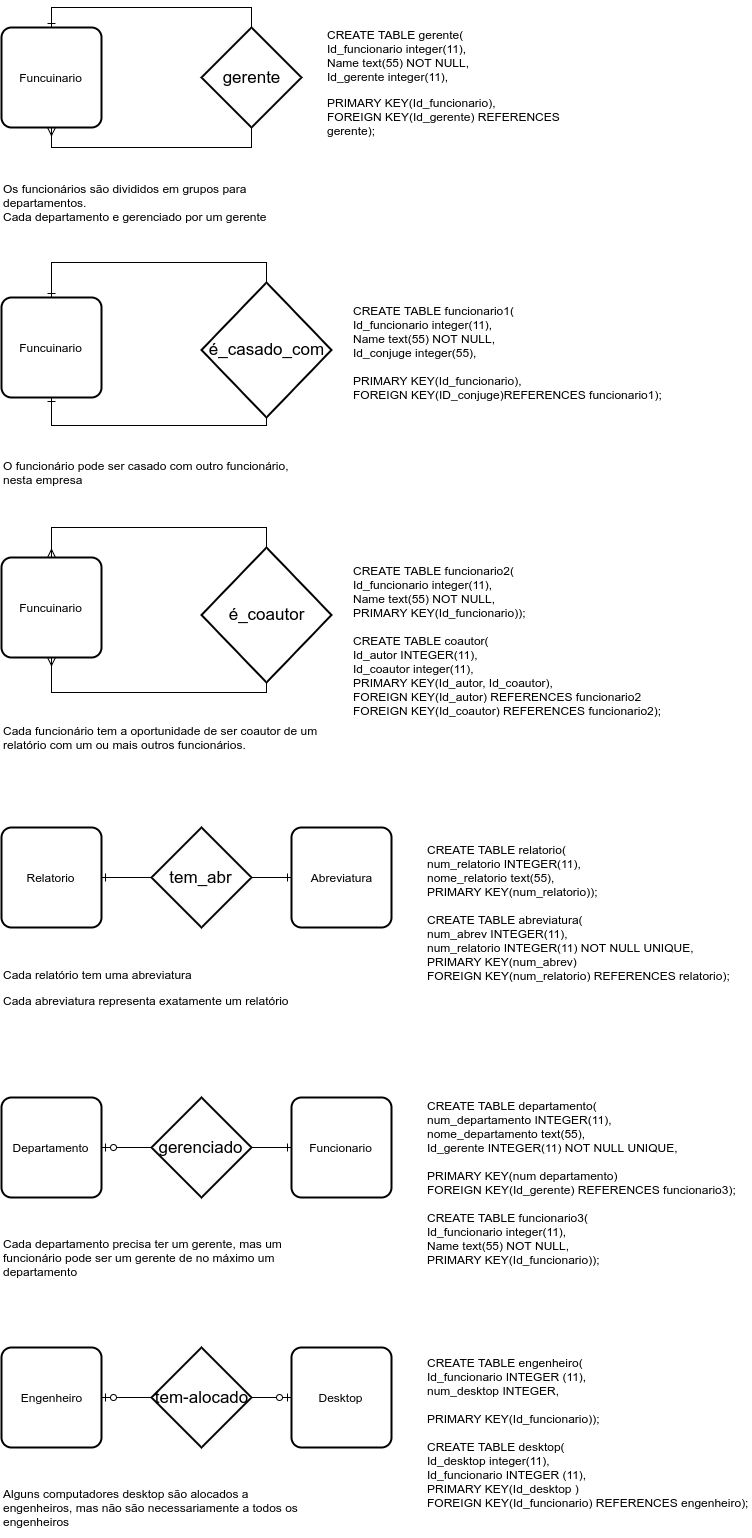 Funcuinario
gerente
CREATE TABLE gerente(
Id_funcionario integer(11),
Name text(55) NOT NULL,
Id_gerente integer(11),
PRIMARY KEY(Id_funcionario),
FOREIGN KEY(Id_gerente) REFERENCES
gerente);
Os funcionários são divididos em grupos para
departamentos.
Cada departamento e gerenciado por um gerente
Funcuinario
é_casado_com
CREATE TABLE funcionario1(
Id_funcionario integer(11),
Name text(55) NOT NULL,
Id_conjuge integer(55),
PRIMARY KEY(Id_funcionario),
FOREIGN KEY(ID_conjuge)REFERENCES funcionario1);
O funcionário pode ser casado com outro funcionário,
nesta empresa
Funcuinario
é_coautor
CREATE TABLE funcionario2(
Id_funcionario integer(11),
Name text(55) NOT NULL,
PRIMARY KEY(Id_funcionario));
CREATE TABLE coautor(
Id_autor INTEGER(11),
Id_coautor integer(11),
PRIMARY KEY(Id_autor, Id_coautor),
FOREIGN KEY(Id_autor) REFERENCES funcionario2
FOREIGN KEY(Id_coautor) REFERENCES funcionario2);
Cada funcionário tem a oportunidade de ser coautor de um
relatório com um ou mais outros funcionários.
Relatorio
tem_abr
Abreviatura
CREATE TABLE relatorio(
num_relatorio INTEGER(11),
nome_relatorio text(55),
PRIMARY KEY(num_relatorio));
CREATE TABLE abreviatura(
num_abrev INTEGER(11),
num_relatorio INTEGER(11) NOT NULL UNIQUE,
PRIMARY KEY(num_abrev)
FOREIGN KEY(num_relatorio) REFERENCES relatorio);
Cada relatório tem uma abreviatura
Cada abreviatura representa exatamente um relatório
Departamento
gerenciado
Funcionario
CREATE TABLE departamento(
num_departamento INTEGER(11),
nome_departamento text(55),
Id_gerente INTEGER(11) NOT NULL UNIQUE,
PRIMARY KEY(num departamento)
FOREIGN KEY(Id_gerente) REFERENCES funcionario3);
CREATE TABLE funcionario3(
Id_funcionario integer(11),
Name text(55) NOT NULL,
PRIMARY KEY(Id_funcionario));
Cada departamento precisa ter um gerente, mas um
funcionário pode ser um gerente de no máximo um
departamento
Engenheiro
tem-alocado
Desktop
CREATE TABLE engenheiro(
Id_funcionario INTEGER (11),
num_desktop INTEGER,
PRIMARY KEY(Id_funcionario));
CREATE TABLE desktop(
Id_desktop integer(11),
Id_funcionario INTEGER (11),
PRIMARY KEY(Id_desktop )
FOREIGN KEY(Id_funcionario) REFERENCES engenheiro);
Alguns computadores desktop são alocados a
engenheiros, mas não são necessariamente a todos os
engenheiros